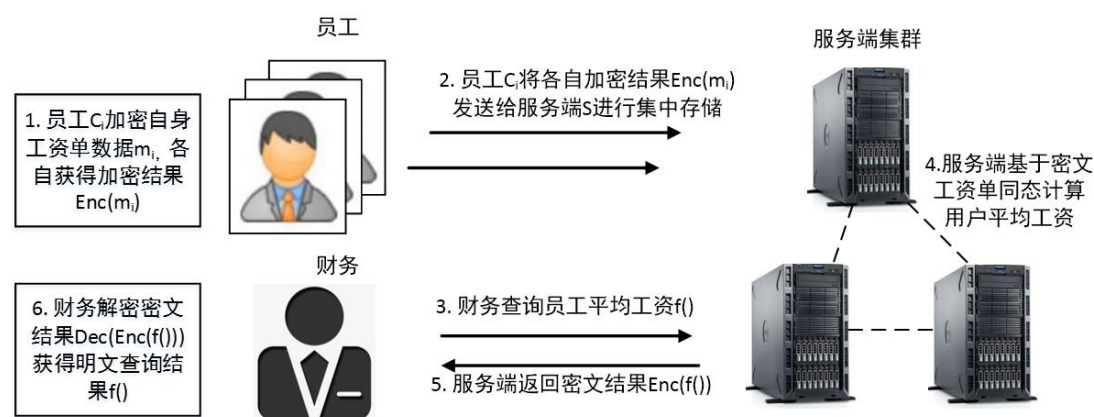 员工
服务端集群
1. 员工Ci加密自身
工资单数据mi, 各
自获得加密结果
Enc(mi)
2. 员工Ci将各自加密结果Enc(mi)
发送给服务端S进行集中存储
4.服务端基于密文
工资单同态计算
用户平均工资
财务
6. 财务解密密文
结果Dec(Enc(f()))
获得明文查询结
果f()
3. 财务查询员工平均工资f()
5. 服务端返回密文结果Enc(f())